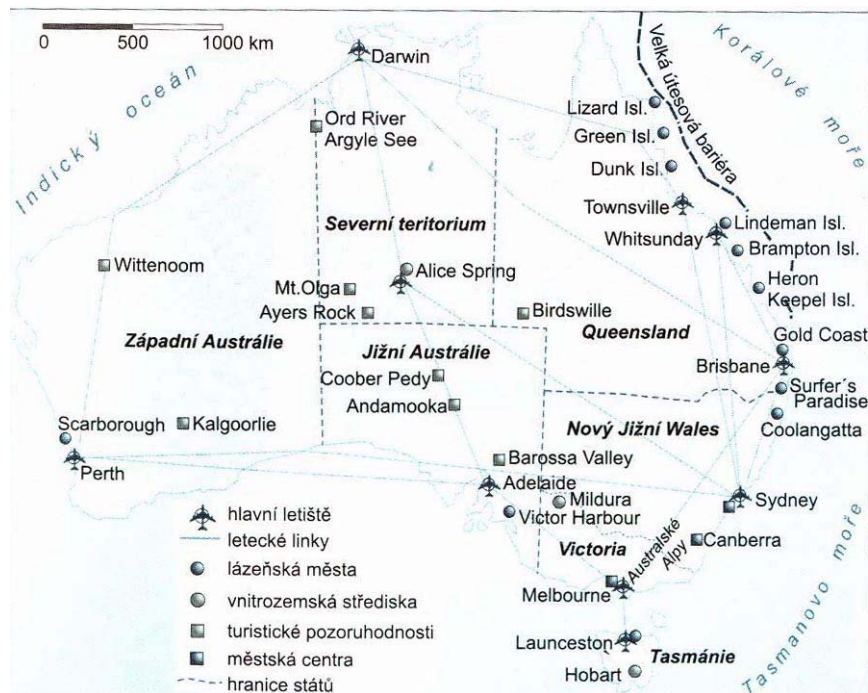 0 500 1000 km
Indický oceán
Korálové moře
Velká útesová bariéra
Darwin
Ord River
Argyle See
Lizard Isl.
Green Isl.
Dunk Isl.
Townsville
Lindeman Isl.
Whitsunday
Brampton Isl.
Severní teritorium
Wittenoom
Alice Spring
Mt.Olga
Heron
Keepel Isl.
Ayers Rock
Birdswille
Queensland
Gold Coast
Západní Austrálie
Jižní Austrálie
Brisbane
Coober Pedy
Surfer´s
Paradise
Andamooka
Scarborough
Kalgoorlie
Nový Jižní Wales
Coolangatta
Perth
Barossa Valley
Adelaide
Mildura
Sydney
Victor Harbour
Victoria
Australské
Alpy
Canberra
Melbourne
Launceston
Hobart
Tasmánie
Tasmanovo moře
hlavní letiště
letecké linky
lázeňská města
vnitrozemská střediska
turistické pozoruhodnosti
městská centra
hranice států